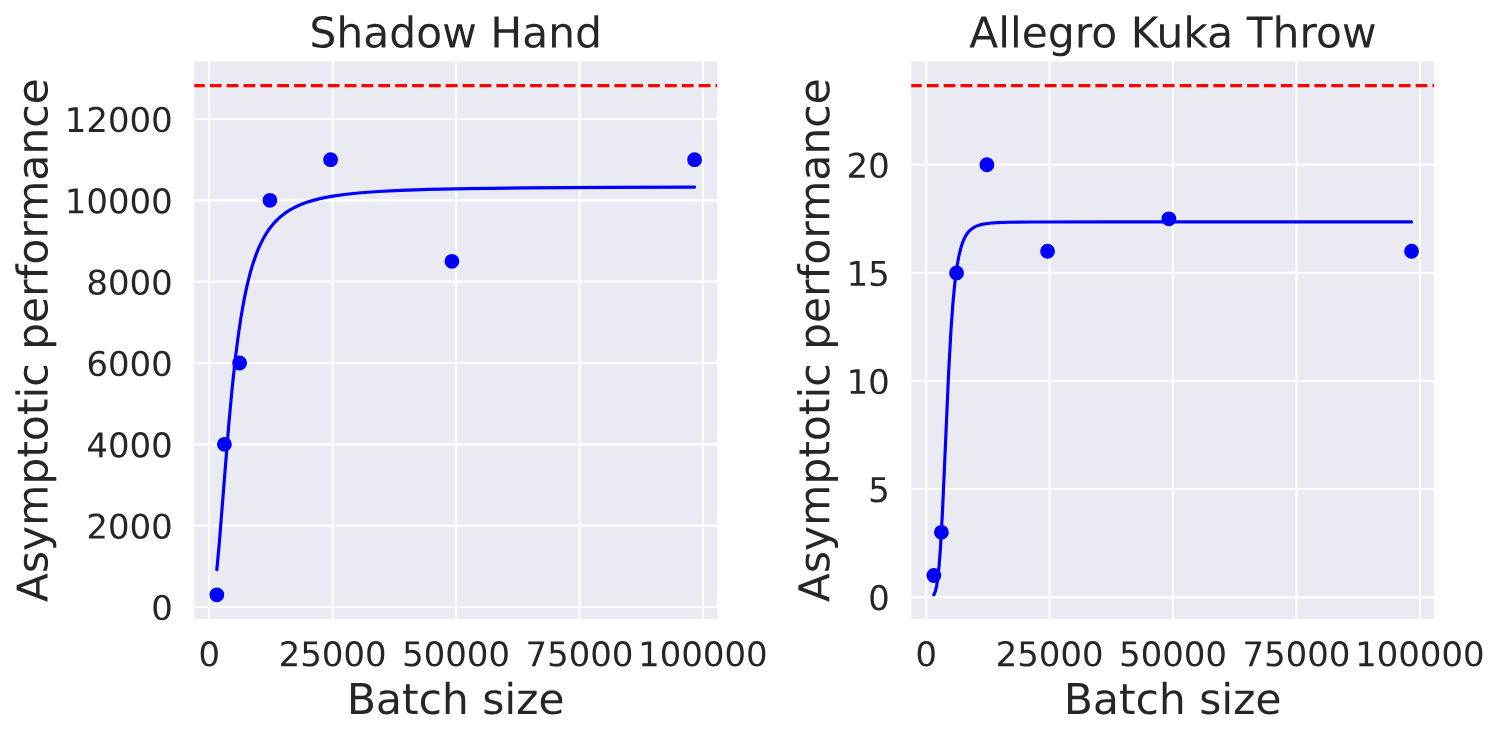 Shadow Hand
Asymptotic performance
12000
10000
8000
6000
4000
2000
0
0 25000 50000 75000 100000
Batch size
Allegro Kuka Throw
Asymptotic performance
20
15
10
5
0
0 25000 50000 75000 100000
Batch size